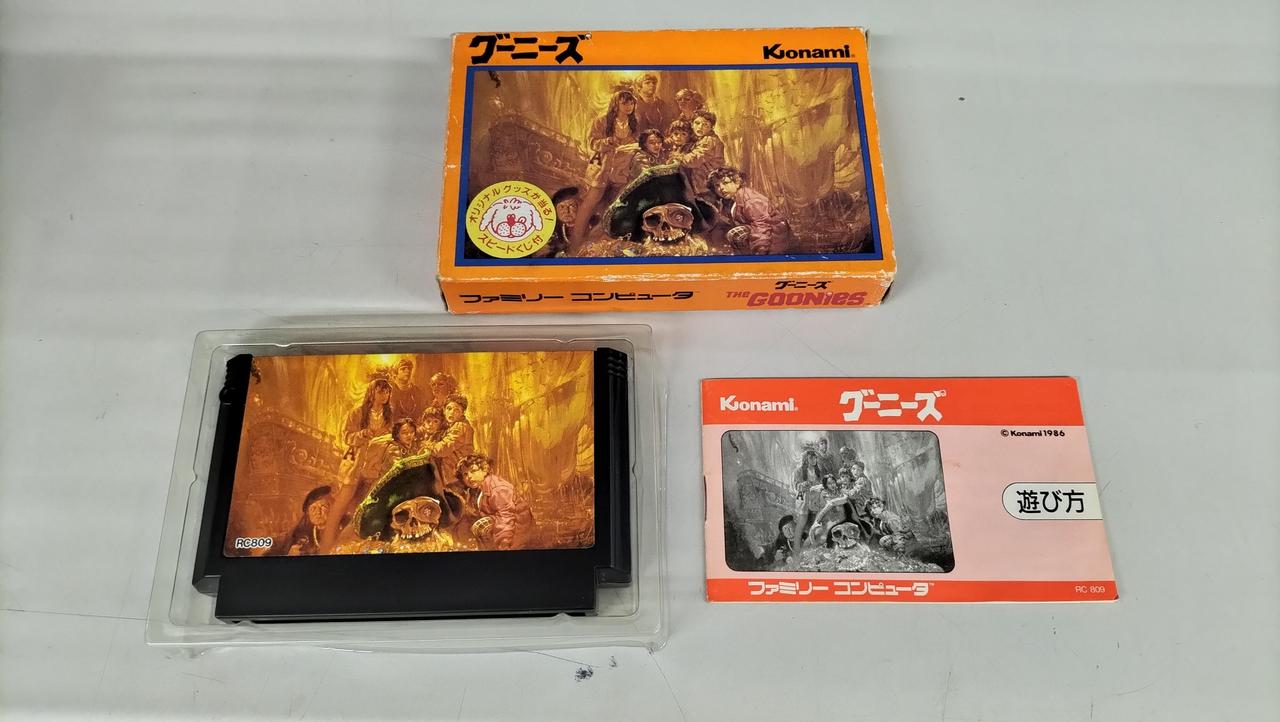 グーニーズ
Konami®
オリジナルグッズが当る!
スピードくじ付
ファミリー コンピュータ
グーニーズ
THE GOONIES
RC809
Konami®
グーニーズ
© Konami 1986
遊び方
ファミリー コンピュータ™
RC 809